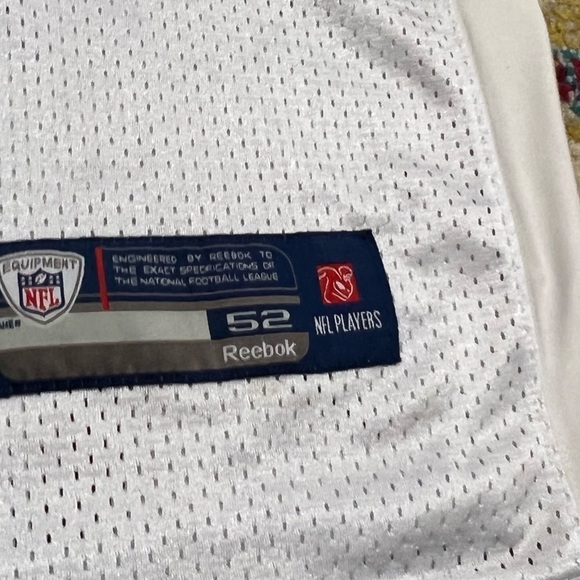 EQUIPMENT
NFL
ENGINEERED BY REEBOK TO
THE EXACT SPECIFICATIONS OF
THE NATIONAL FOOTBALL LEAGUE
52
Reebok
NFL PLAYERS